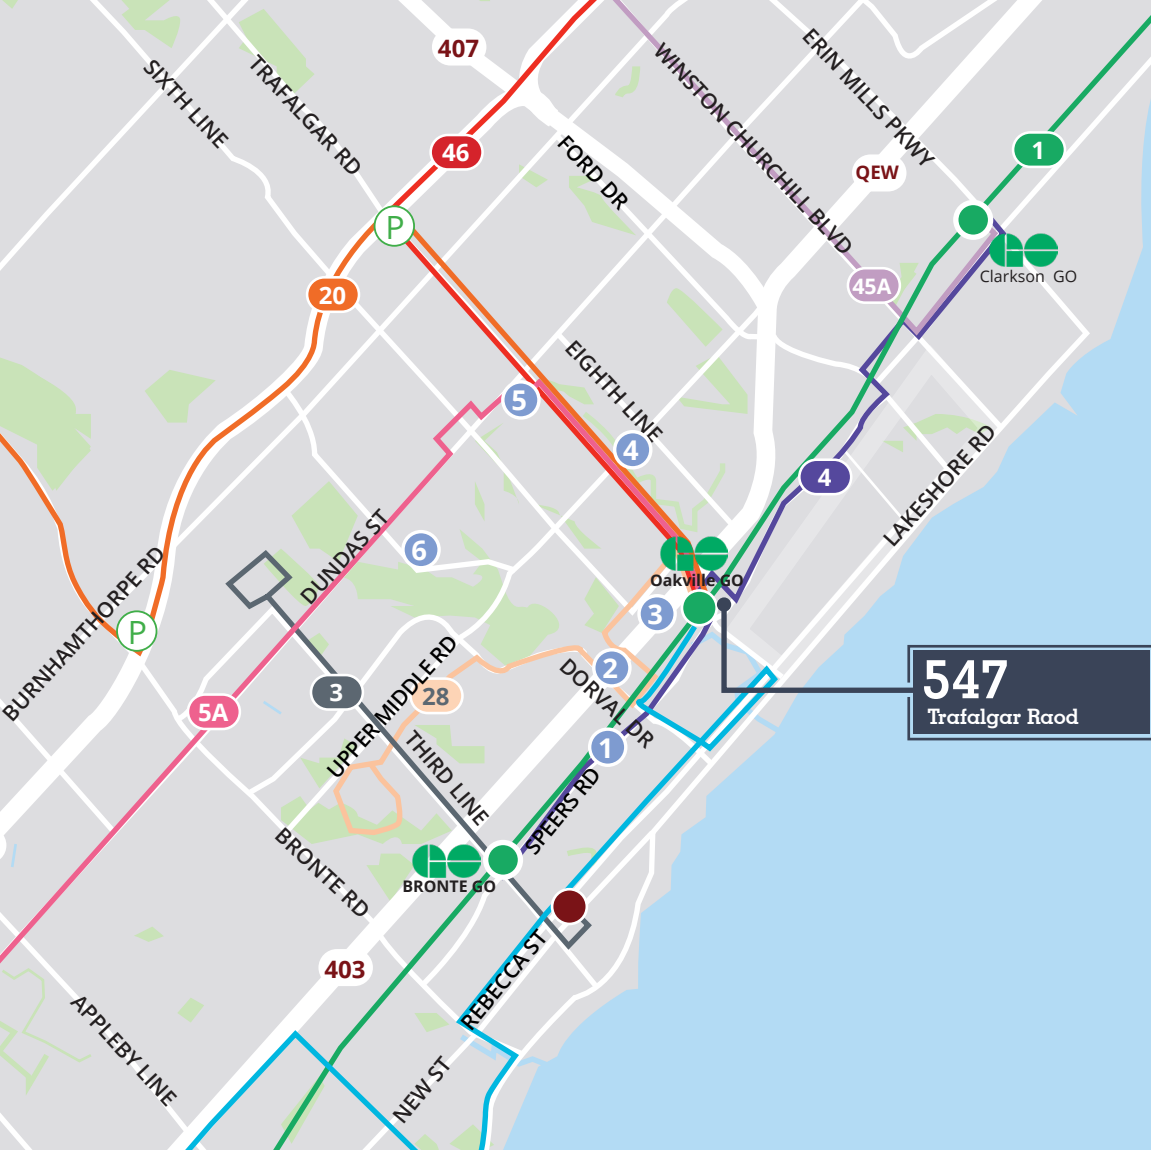 407
ERIN MILLS PKWY
WINSTON CHURCHILL BLVD
TRAFALGAR RD
SIXTH LINE
46
FORD DR
1
QEW
P
Clarkson GO
45A
20
EIGHTH LINE
5
4
LAKESHORE RD
4
DUNDAS ST
6
BURNHAMTHORPE RD
Oakville GO
3
P
547
Trafalgar Raod
2
UPPER MIDDLE RD
DORVAL DR
3
28
5A
1
THIRD LINE
SPEERS RD
BRONTE RD
BRONTE GO
403
REBECCA ST
APPLEBY LINE
NEW ST